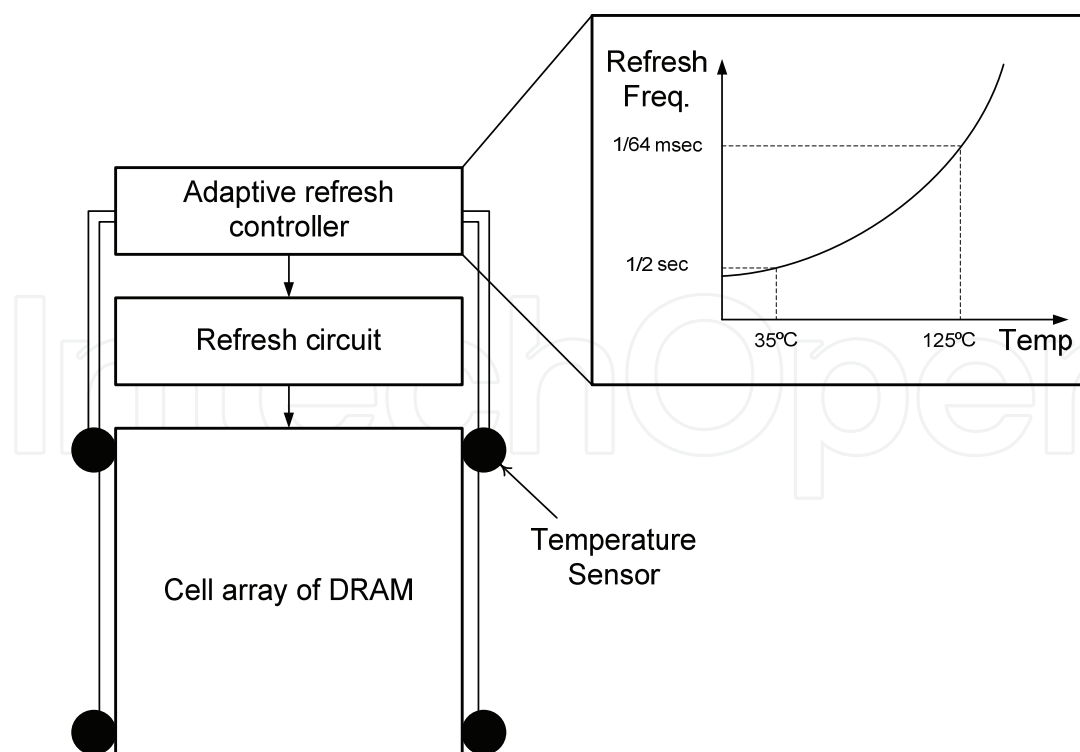 Refresh
Freq.
1/64 msec
1/2 sec
35ºC
125ºC
Temp
Adaptive refresh
controller
Refresh circuit
Cell array of DRAM
Temperature
Sensor
IntechOpen